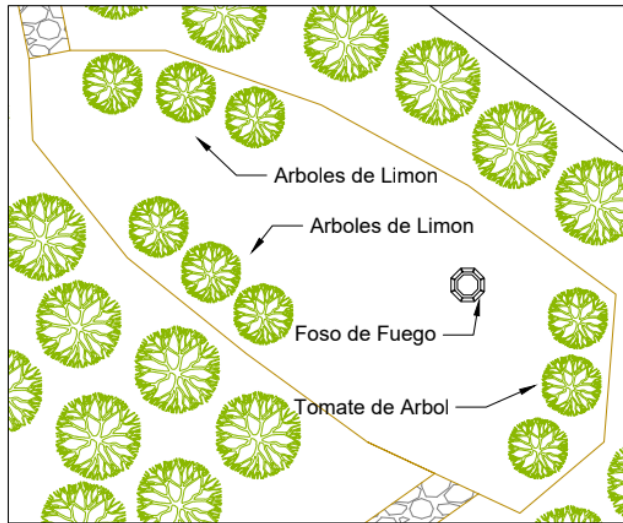 Arboles de Limon
Arboles de Limon
Foso de Fuego
Tomate de Arbol